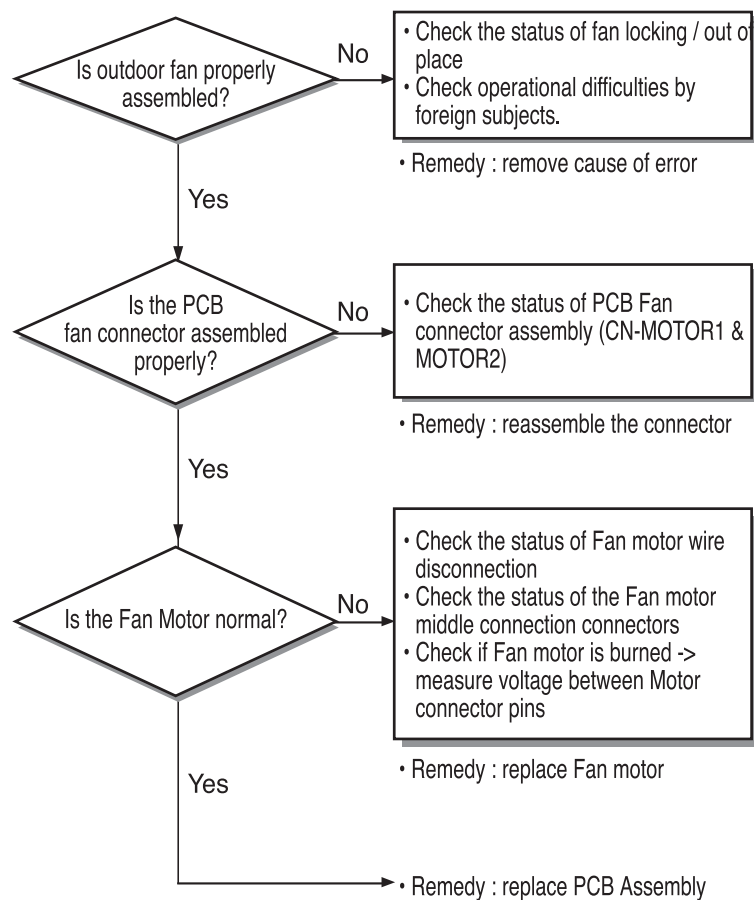 Is outdoor fan properly
assembled?
No
• Check the status of fan locking / out of
place
• Check operational difficulties by
foreign subjects.
• Remedy : remove cause of error
Yes
Is the PCB
fan connector assembled
properly?
No
• Check the status of PCB Fan
connector assembly (CN-MOTOR1 &
MOTOR2)
• Remedy : reassemble the connector
Yes
Is the Fan Motor normal?
No
• Check the status of Fan motor wire
disconnection
• Check the status of the Fan motor
middle connection connectors
• Check if Fan motor is burned ->
measure voltage between Motor
connector pins
• Remedy : replace Fan motor
Yes
• Remedy : replace PCB Assembly